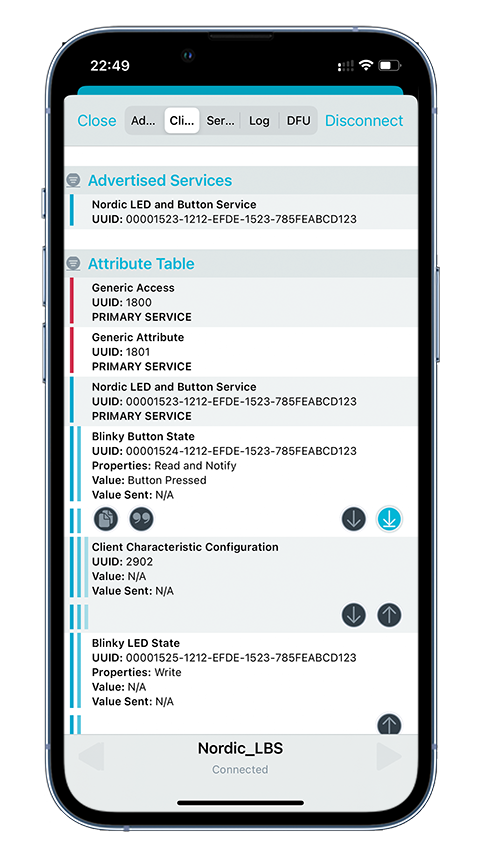 22:49
Close Ad... Cli... Ser... Log DFU Disconnect
Advertised Services
Nordic LED and Button Service
UUID: 00001523-1212-EFDE-1523-785FEABCD123
Attribute Table
Generic Access
UUID: 1800
PRIMARY SERVICE
Generic Attribute
UUID: 1801
PRIMARY SERVICE
Nordic LED and Button Service
UUID: 00001523-1212-EFDE-1523-785FEABCD123
PRIMARY SERVICE
Blinky Button State
UUID: 00001524-1212-EFDE-1523-785FEABCD123
Properties: Read and Notify
Value: Button Pressed
Value Sent: N/A
Client Characteristic Configuration
UUID: 2902
Value: N/A
Value Sent: N/A
Blinky LED State
UUID: 00001525-1212-EFDE-1523-785FEABCD123
Properties: Write
Value: N/A
Value Sent: N/A
Nordic_LBS
Connected